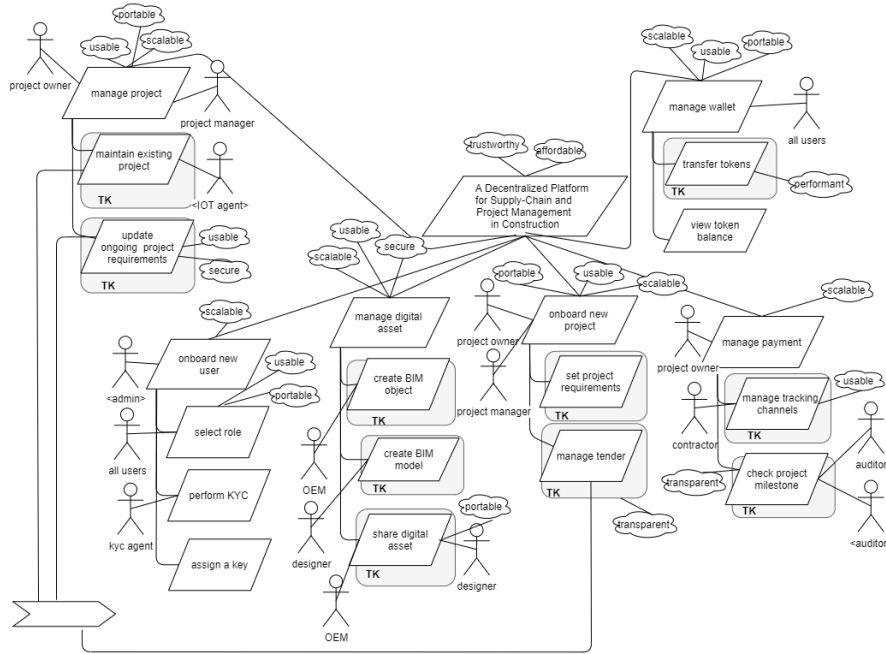 portable
usable
scalable
project owner
manage project
project manager
maintain existing
project
TK
<IOT agent>
update
ongoing project
requirements
usable
secure
TK
trustworthy
affordable
A Decentralized Platform
for Supply-Chain and
Project Management
in Construction
scalable
usable
portable
manage wallet
all users
transfer tokens
TK
performant
view token
balance
scalable
onboard new
user
<admin>
usable
portable
select role
all users
perform KYC
kyc agent
assign a key
usable
scalable
secure
manage digital
asset
create BIM
object
TK
OEM
create BIM
model
TK
designer
portable
share digital
asset
TK
designer
OEM
portable
usable
scalable
onboard new
project
project owner
project manager
set project
requirements
TK
manage tender
TK
transparent
scalable
manage payment
project owner
usable
manage tracking
channels
TK
contractor
transparent
check project
milestone
TK
auditor
<auditor